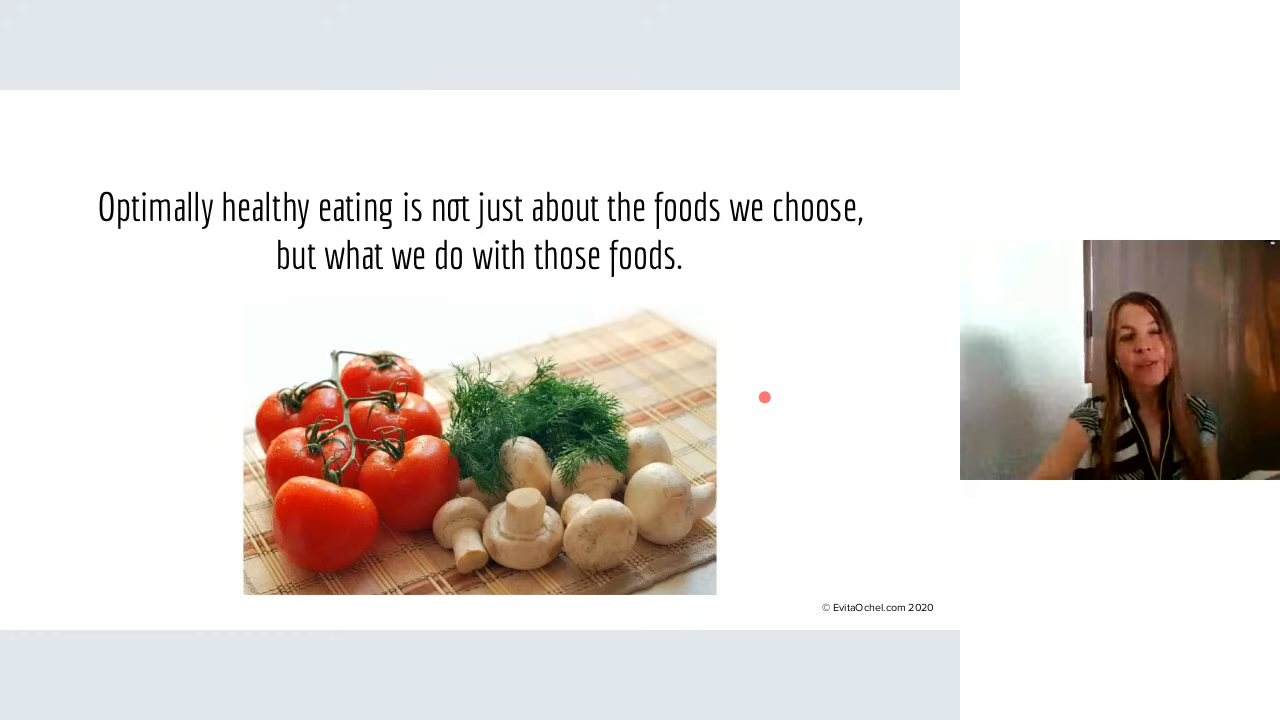 Optimally healthy eating is not just about the foods we choose,
but what we do with those foods.
© EvitaOchel.com 2020